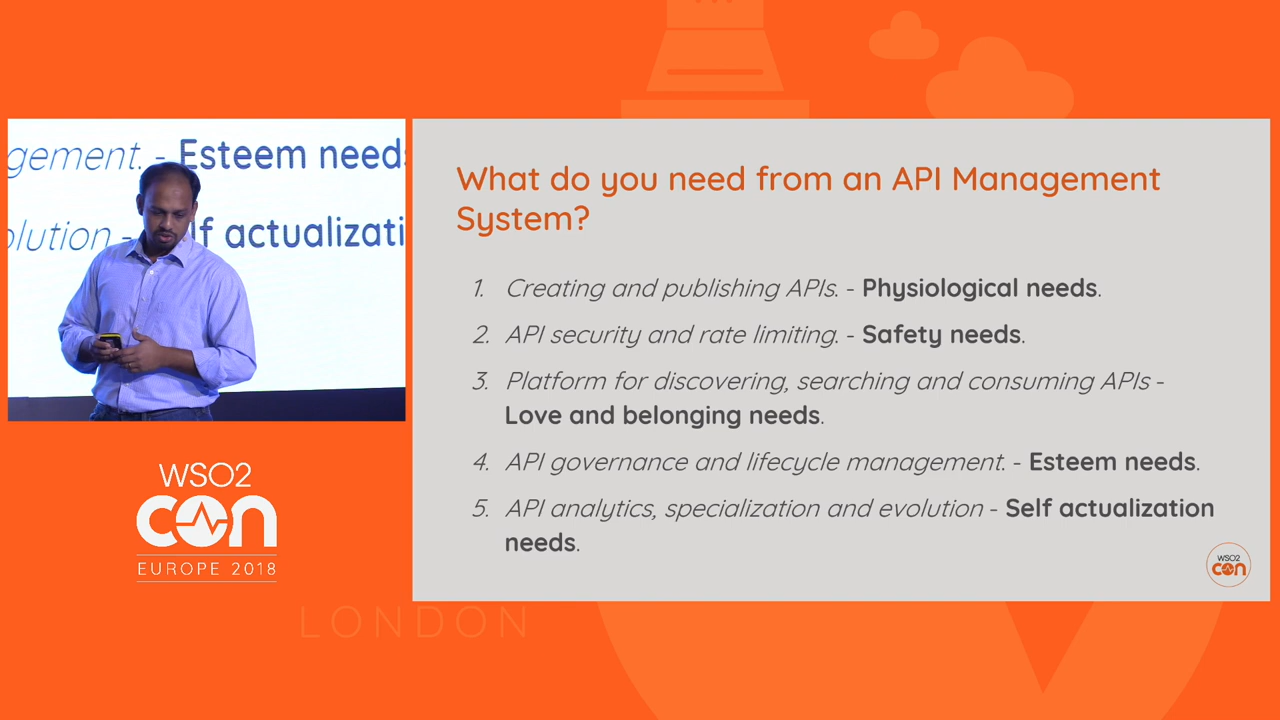 gement. - Esteem needs
olution - lf actualizati
WSO2
con
EUROPE 2018
LONDON
What do you need from an API Management
System?
1. Creating and publishing APIs. - Physiological needs.
2. API security and rate limiting. - Safety needs.
3. Platform for discovering, searching and consuming APIs -
Love and belonging needs.
4. API governance and lifecycle management. - Esteem needs.
5. API analytics, specialization and evolution - Self actualization
needs.
WSO2
con